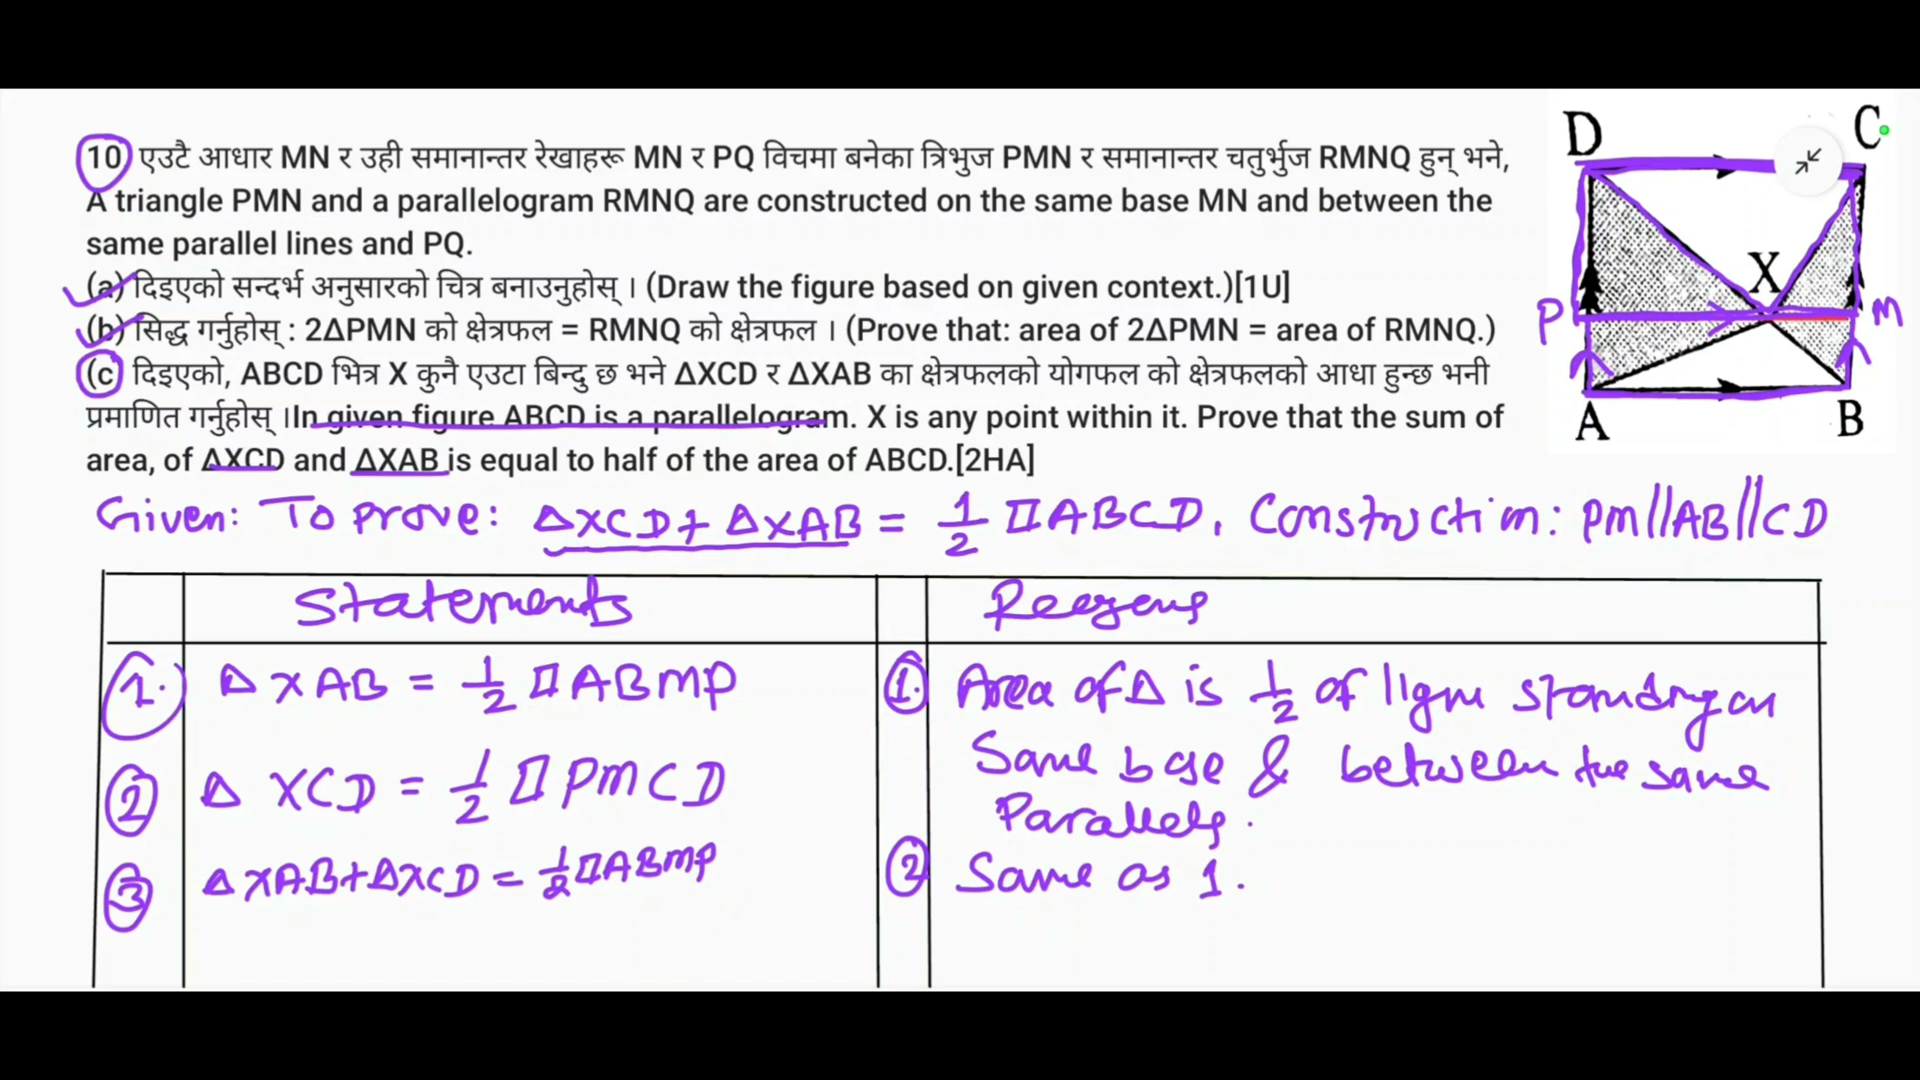 10 एउटै आधार MN र उही समानान्तर रेखाहरू MN र PQ विचमा बनेका त्रिभुज PMN र समानान्तर चतुर्भुज RMNQ हुन् भने,
A triangle PMN and a parallelogram RMNQ are constructed on the same base MN and between the
same parallel lines and PQ.
(a) दिइएको सन्दर्भ अनुसारको चित्र बनाउनुहोस् । (Draw the figure based on given context.)[1U]
(b) सिद्ध गर्नुहोस् : 2ΔPMN को क्षेत्रफल = RMNQ को क्षेत्रफल । (Prove that: area of 2ΔPMN = area of RMNQ.)
(c) दिइएको, ABCD भित्र X कुनै एउटा बिन्दु छ भने ΔXCD र ΔXAB का क्षेत्रफलको योगफल को क्षेत्रफलको आधा हुन्छ भनी
प्रमाणित गर्नुहोस् ।In given figure ABCD is a parallelogram. X is any point within it. Prove that the sum of
area, of ΔXCD and ΔXAB is equal to half of the area of ABCD.[2HA]
D C
X
P M
A B
Given: To prove: ΔXCD+ ΔXAB = 1/2 ▱ABCD, Construction: PM//AB//CD
Statements Reasons
1. Δ XAB = 1/2 ▱ABMP
2 Δ XCD = 1/2 ▱PMCD
3 ΔXAB+ΔXCD = 1/2 ▱ABMP
1. Area of Δ is 1/2 of llgm standing on
Same base & between the same
Parallels.
2 Same as 1.